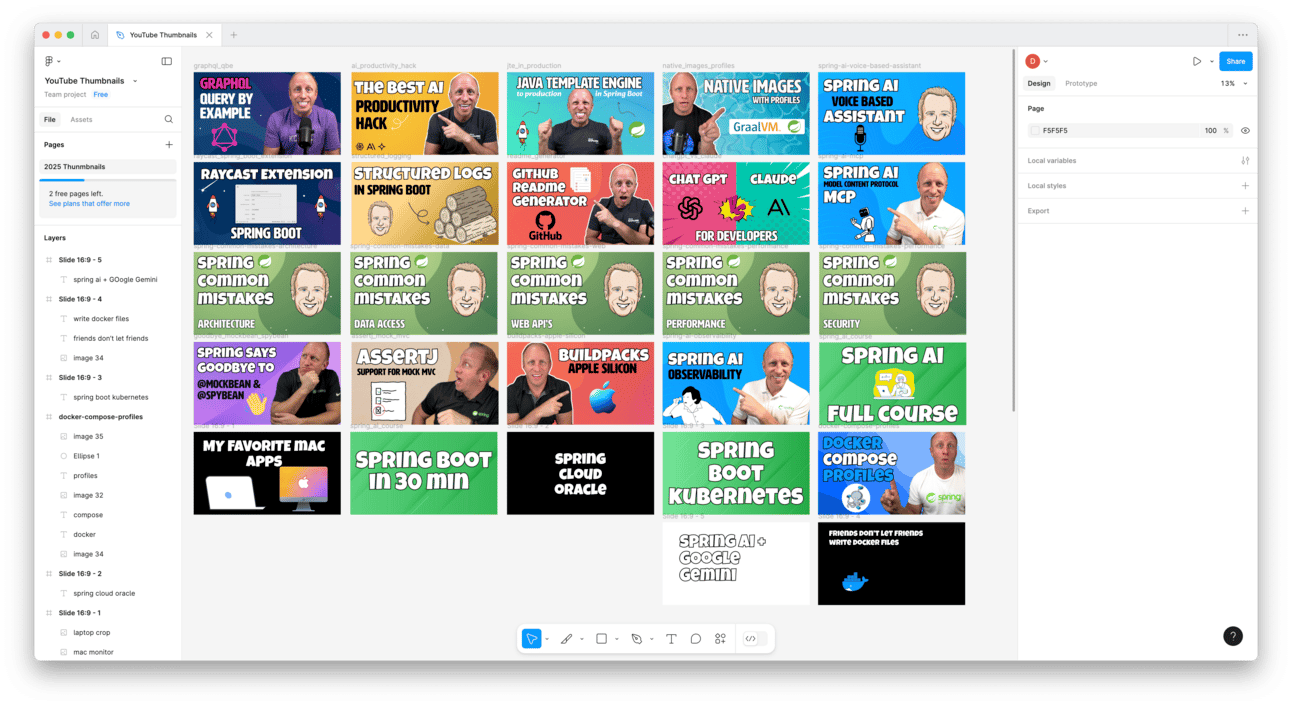 YouTube Thumbnails
YouTube Thumbnails
Team project Free
File Assets
Pages
2025 Thunmbnails
2 free pages left.
See plans that offer more
Layers
Slide 16:9 - 5
spring ai + GOogle Gemini
Slide 16:9 - 4
write docker files
friends don't let friends
image 34
Slide 16:9 - 3
spring boot kubernetes
docker-compose-profiles
image 35
Ellipse 1
profiles
image 32
compose
docker
image 34
Slide 16:9 - 2
spring cloud oracle
Slide 16:9 - 1
laptop crop
mac monitor
graphql_qbe
GRAPHQL
QUERY BY
EXAMPLE
ai_productivity_hack
THE BEST AI
PRODUCTIVITY
HACK
jte_in_production
JAVA TEMPLATE ENGINE
to production in Spring Boot
native_images_profiles
NATIVE IMAGES
WITH PROFILES
GraalVM.
spring-ai-voice-based-assistant
SPRING AI
VOICE BASED
ASSISTANT
raycast_spring_boot_extension
RAYCAST EXTENSION
SPRING BOOT
structured_logging
STRUCTURED LOGS
IN SPRING BOOT
readme_generator
GITHUB
README
GENERATOR
GitHub
chatgpt_vs_claude
CHAT GPT
CLAUDE
VS
FOR DEVELOPERS
spring-ai-mcp
SPRING AI
MODEL CONTENT PROTOCOL
MCP
spring-common-mistakes-architecture
SPRING
COMMON
MISTAKES
ARCHITECTURE
spring-common-mistakes-data
SPRING
COMMON
MISTAKES
DATA ACCESS
spring-common-mistakes-web
SPRING
COMMON
MISTAKES
WEB API'S
spring-common-mistakes-performance
SPRING
COMMON
MISTAKES
PERFORMANCE
spring-common-mistakes-performance
SPRING
COMMON
MISTAKES
SECURITY
goodbye_mockbean_spybean
SPRING SAYS
GOODBYE TO
@MOCKBEAN &
@SPYBEAN
assertj_mock_mvc
ASSERTJ
SUPPORT FOR MOCK MVC
spring
buildpacks-apple-silicon
BUILDPACKS
APPLE SILICON
spring-ai-observability
SPRING AI
OBSERVABILITY
spring_ai_course
SPRING AI
FULL COURSE
Slide 16:9 - 1
MY FAVORITE MAC
APPS
spring_ai_course
SPRING BOOT
IN 30 MIN
Slide 16:9 - 2
SPRING
CLOUD
ORACLE
Slide 16:9 - 3
SPRING
BOOT
KUBERNETES
docker-compose-profiles
DOCKER
COMPOSE
PROFILES
spring
Slide 16:9 - 5
SPRING AI +
GOOGLE
GEMINI
Slide 16:9 - 4
FRIENDS DON'T LET FRIENDS
WRITE DOCKER FILES
D
Share
Design Prototype 13%
Page
F5F5F5 100 %
Local variables
Local styles
Export
?